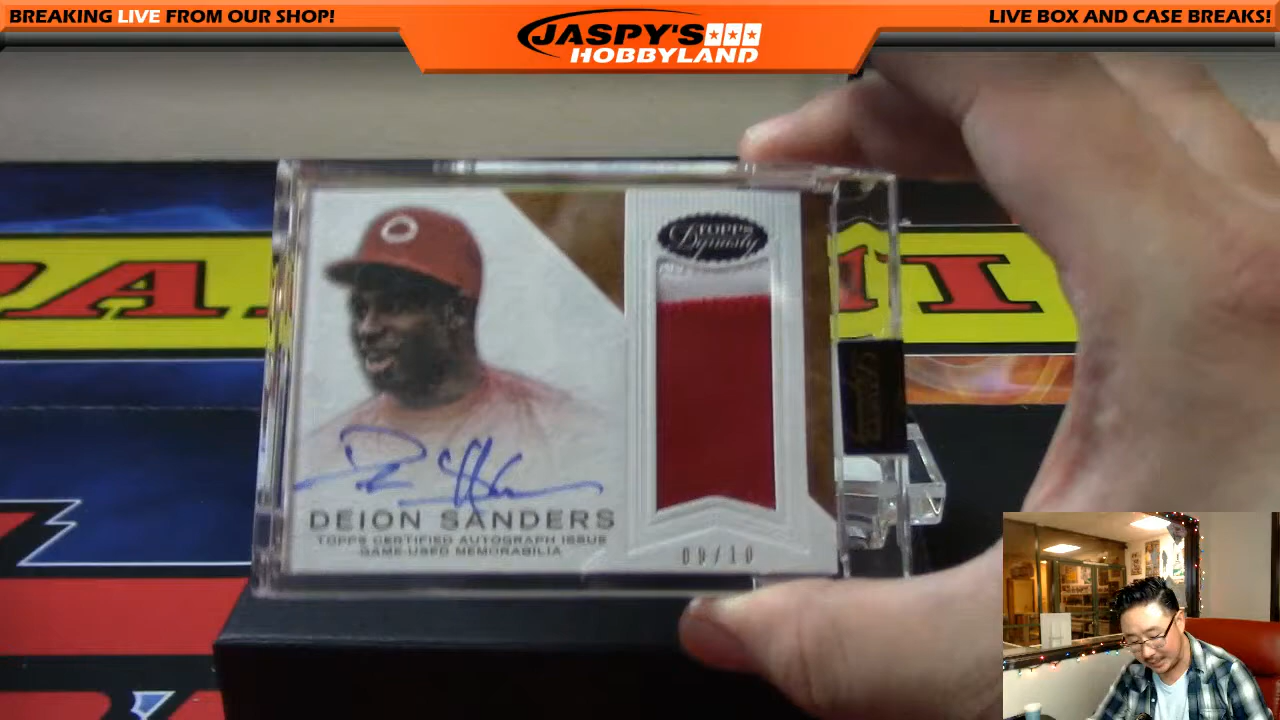 BREAKING LIVE FROM OUR SHOP!
JASPY'S
HOBBYLAND
LIVE BOX AND CASE BREAKS!
TOPPS
Dynasty
DEION SANDERS
TOPPS CERTIFIED AUTOGRAPH ISSUE
GAME-USED MEMORABILIA
09/10